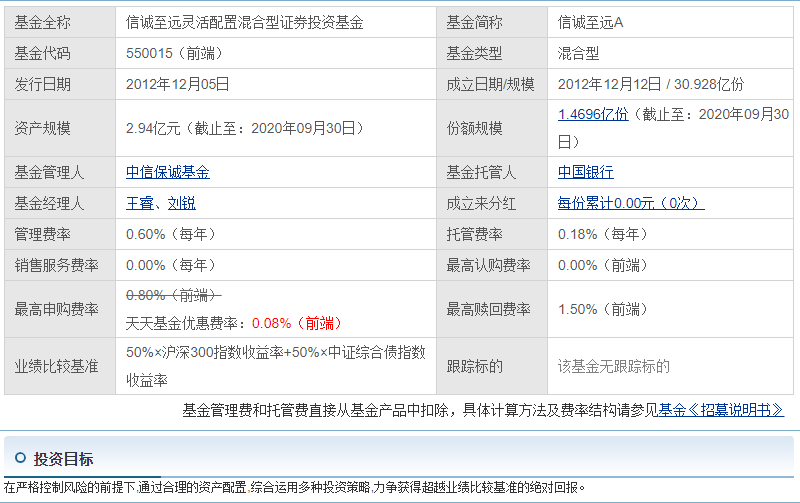 基金全称 信诚至远灵活配置混合型证券投资基金 基金简称 信诚至远A
基金代码 550015（前端） 基金类型 混合型
发行日期 2012年12月05日 成立日期/规模 2012年12月12日 / 30.928亿份
资产规模 2.94亿元（截止至：2020年09月30日） 份额规模 1.4696亿份（截止至：2020年09月30
日）
基金管理人 中信保诚基金 基金托管人 中国银行
基金经理人 王睿、刘锐 成立来分红 每份累计0.00元（0次）
管理费率 0.60%（每年） 托管费率 0.18%（每年）
销售服务费率 0.00%（每年） 最高认购费率 0.00%（前端）
最高申购费率 0.80%（前端）
天天基金优惠费率：0.08%（前端） 最高赎回费率 1.50%（前端）
业绩比较基准 50%×沪深300指数收益率+50%×中证综合债指数
收益率 跟踪标的 该基金无跟踪标的
基金管理费和托管费直接从基金产品中扣除，具体计算方法及费率结构请参见基金《招募说明书》
投资目标
在严格控制风险的前提下,通过合理的资产配置,综合运用多种投资策略,力争获得超越业绩比较基准的绝对回报。